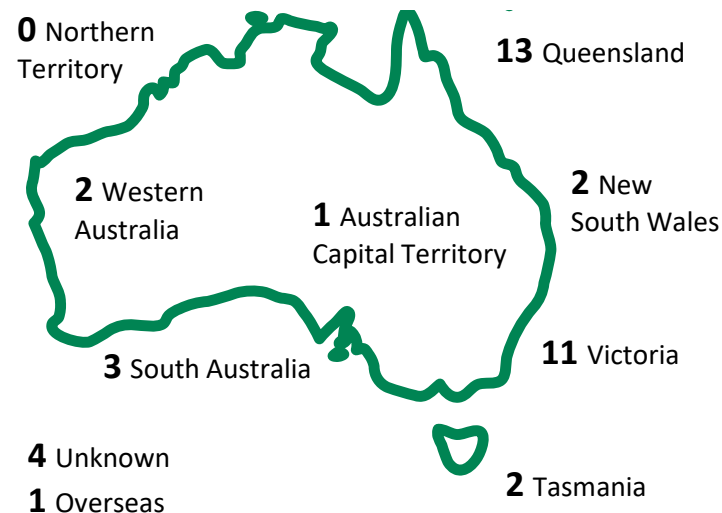 0 Northern
Territory
13 Queensland
2 Western
Australia
1 Australian
Capital Territory
2 New
South Wales
3 South Australia
11 Victoria
4 Unknown
1 Overseas
2 Tasmania